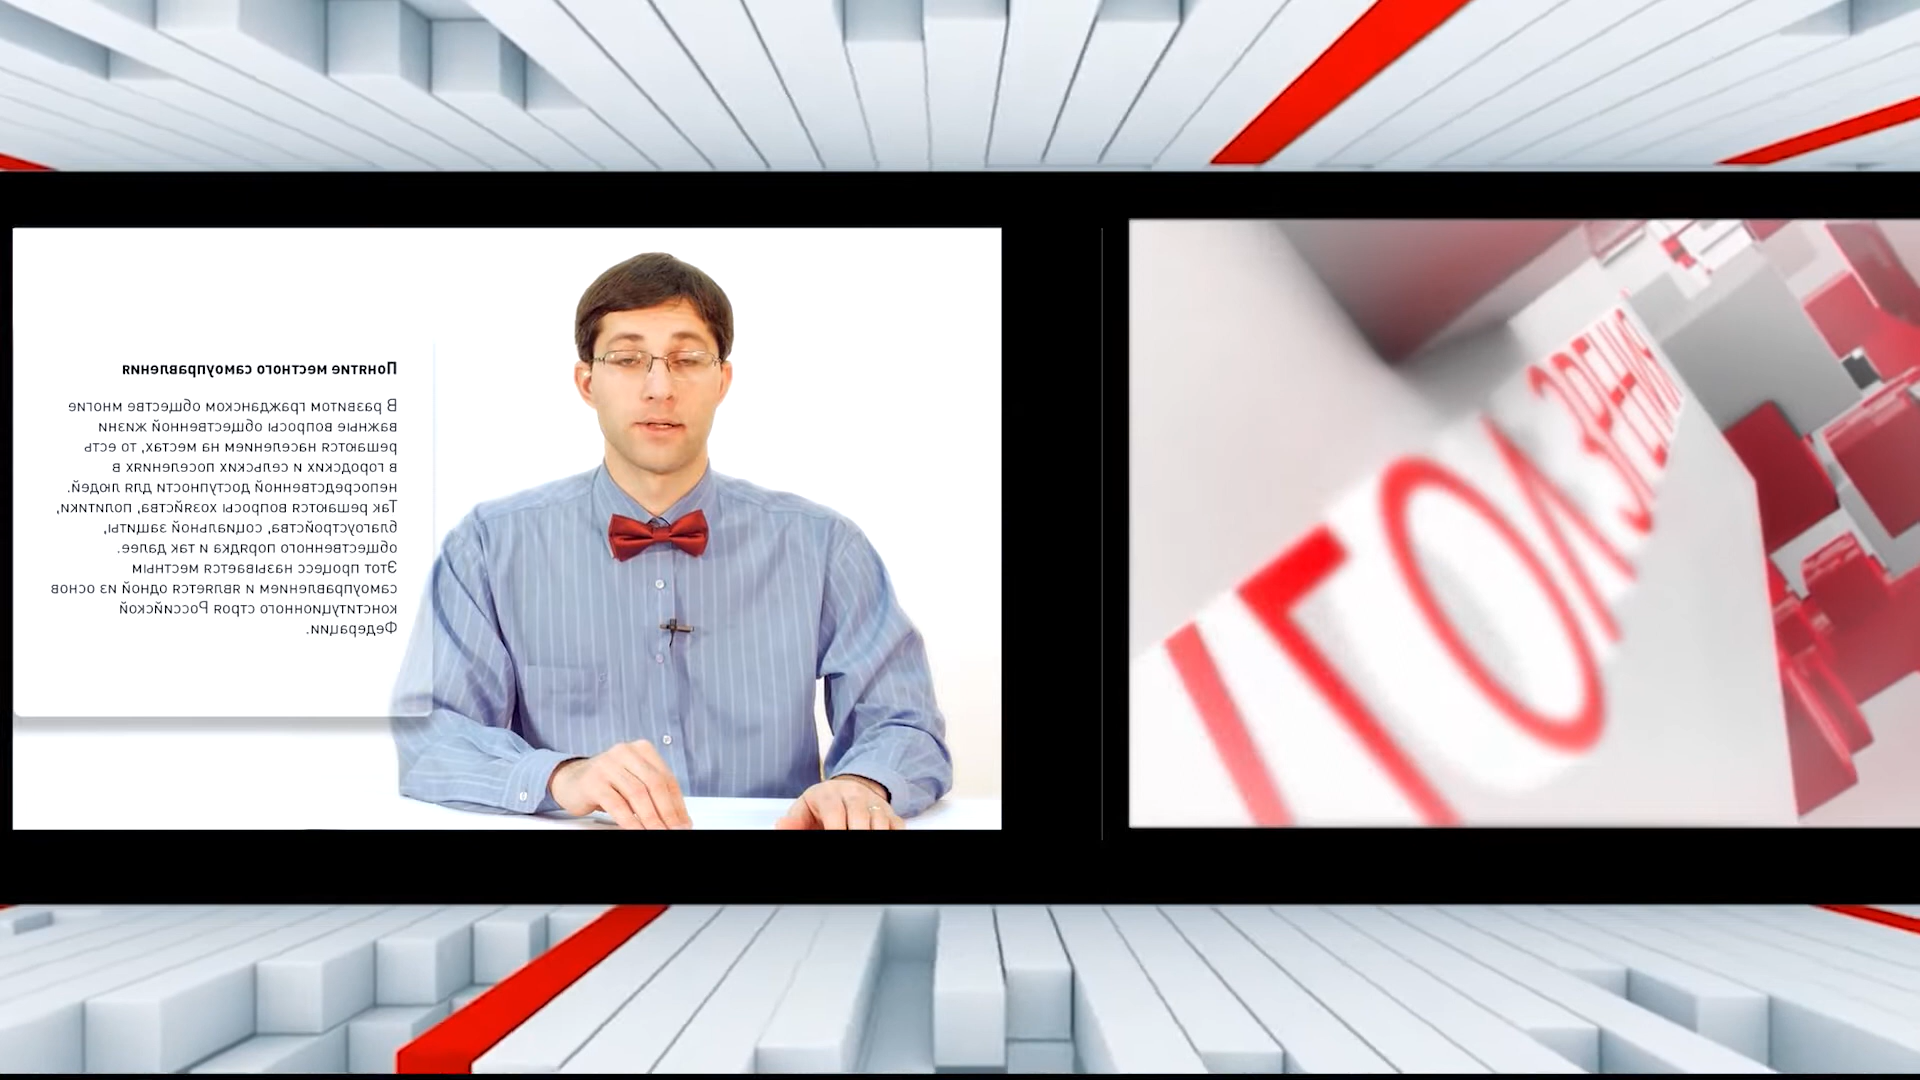 Понятие местного самоуправления
В развитом гражданском обществе многие
важные вопросы общественной жизни
решаются населением на местах, то есть
в городских и сельских поселениях в
непосредственной доступности для людей.
Так решаются вопросы хозяйства, политики,
благоустройства, социальной защиты,
общественного порядка и так далее.
Этот процесс называется местным
самоуправлением и является одной из основ
конституционного строя Российской
Федерации.
УГОЛ ЗРЕНИЯ